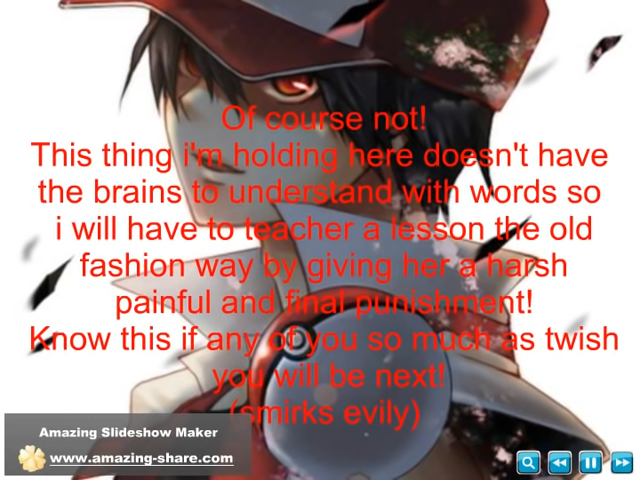 Of course not!
This thing i'm holding here doesn't have
the brains to understand with words so
i will have to teacher a lesson the old
fashion way by giving her a harsh
painful and final punishment!
Know this if any of you so much as twish
you will be next!
(smirks evily)
Amazing Slideshow Maker
www.amazing-share.com